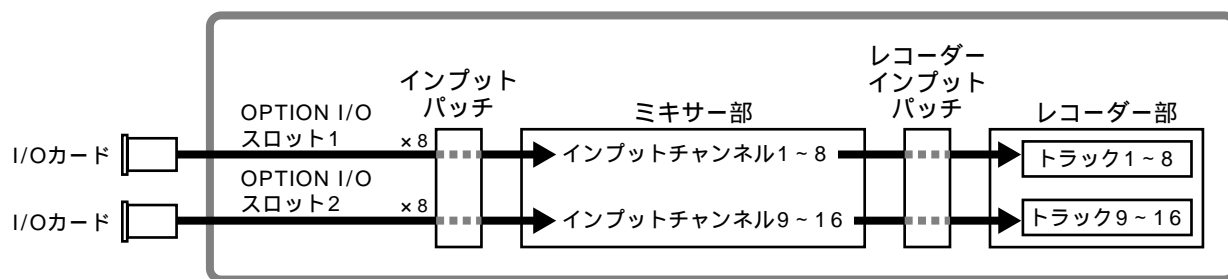 インプット
パッチ
レコーダー
インプット
パッチ
ミキサー部
レコーダー部
OPTION I/O
スロット1
×8
I/Oカード
インプットチャンネル1~8
トラック1~8
OPTION I/O
スロット2
×8
I/Oカード
インプットチャンネル9~16
トラック9~16